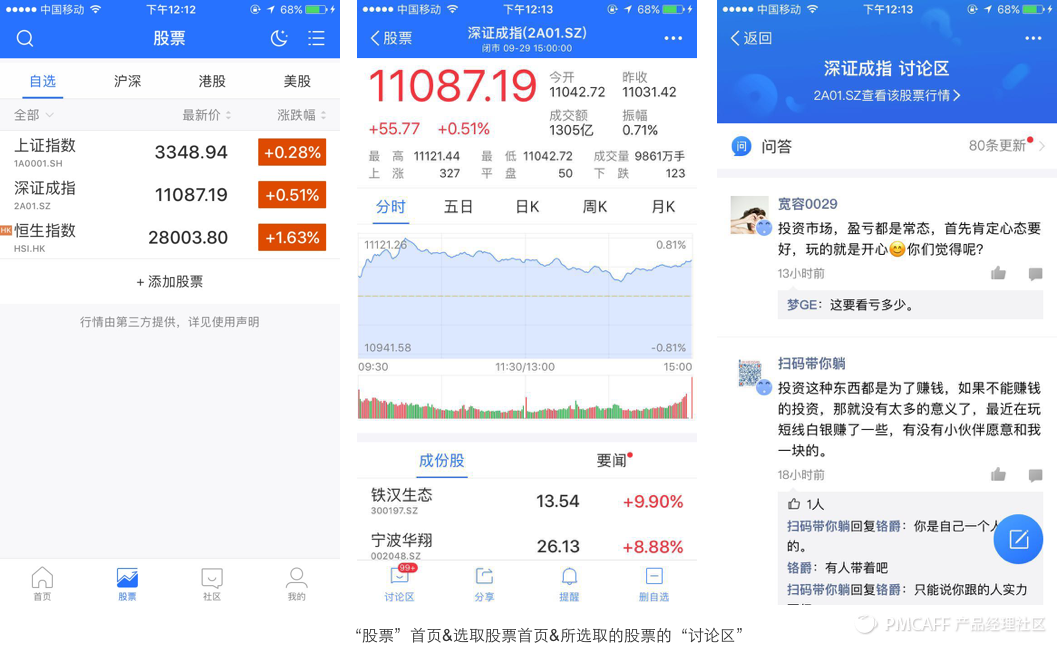 中国移动 下午12:12 68%
股票
自选 沪深 港股 美股
全部 最新价 涨跌幅
上证指数 3348.94 +0.28%
1A0001.SH
深证成指 11087.19 +0.51%
2A01.SZ
HK 恒生指数 28003.80 +1.63%
HSI.HK
+ 添加股票
行情由第三方提供，详见使用声明
首页 股票 社区 我的
中国移动 下午12:13 68%
股票 深证成指(2A01.SZ)
闭市 09-29 15:00:00
11087.19
+55.77 +0.51%
今开 昨收
11042.72 11031.42
成交额 振幅
1305亿 0.71%
最高 11121.44 最低 11042.72 成交量 9861万手
上涨 327 平盘 50 下跌 123
分时 五日 日K 周K 月K
11121.26 0.81%
10941.58 -0.81%
09:30 11:30/13:00 15:00
成份股 要闻
铁汉生态 13.54 +9.90%
300197.SZ
宁波华翔 26.13 +8.88%
002048.SZ
99+
讨论区 分享 提醒 删自选
中国移动 下午12:13 68%
返回
深证成指 讨论区
2A01.SZ查看该股票行情
问 问答 80条更新
宽容0029
投资市场，盈亏都是常态，首先肯定心态要
好，玩的就是开心😊你们觉得呢?
13小时前
梦GE：这要看亏多少。
扫码带你躺
投资这种东西都是为了赚钱，如果不能赚钱
的投资，那就没有太多的意义了，最近在玩
短线白银赚了一些，有没有小伙伴愿意和我
一块的。
18小时前
1人
扫码带你躺回复铬爵：你是自己一个人
的。
铬爵：有人带着吧
扫码带你躺回复铬爵：只能说你跟的人实力
PMCAFF 产品经理社区
“股票”首页&选取股票首页&所选取的股票的“讨论区”